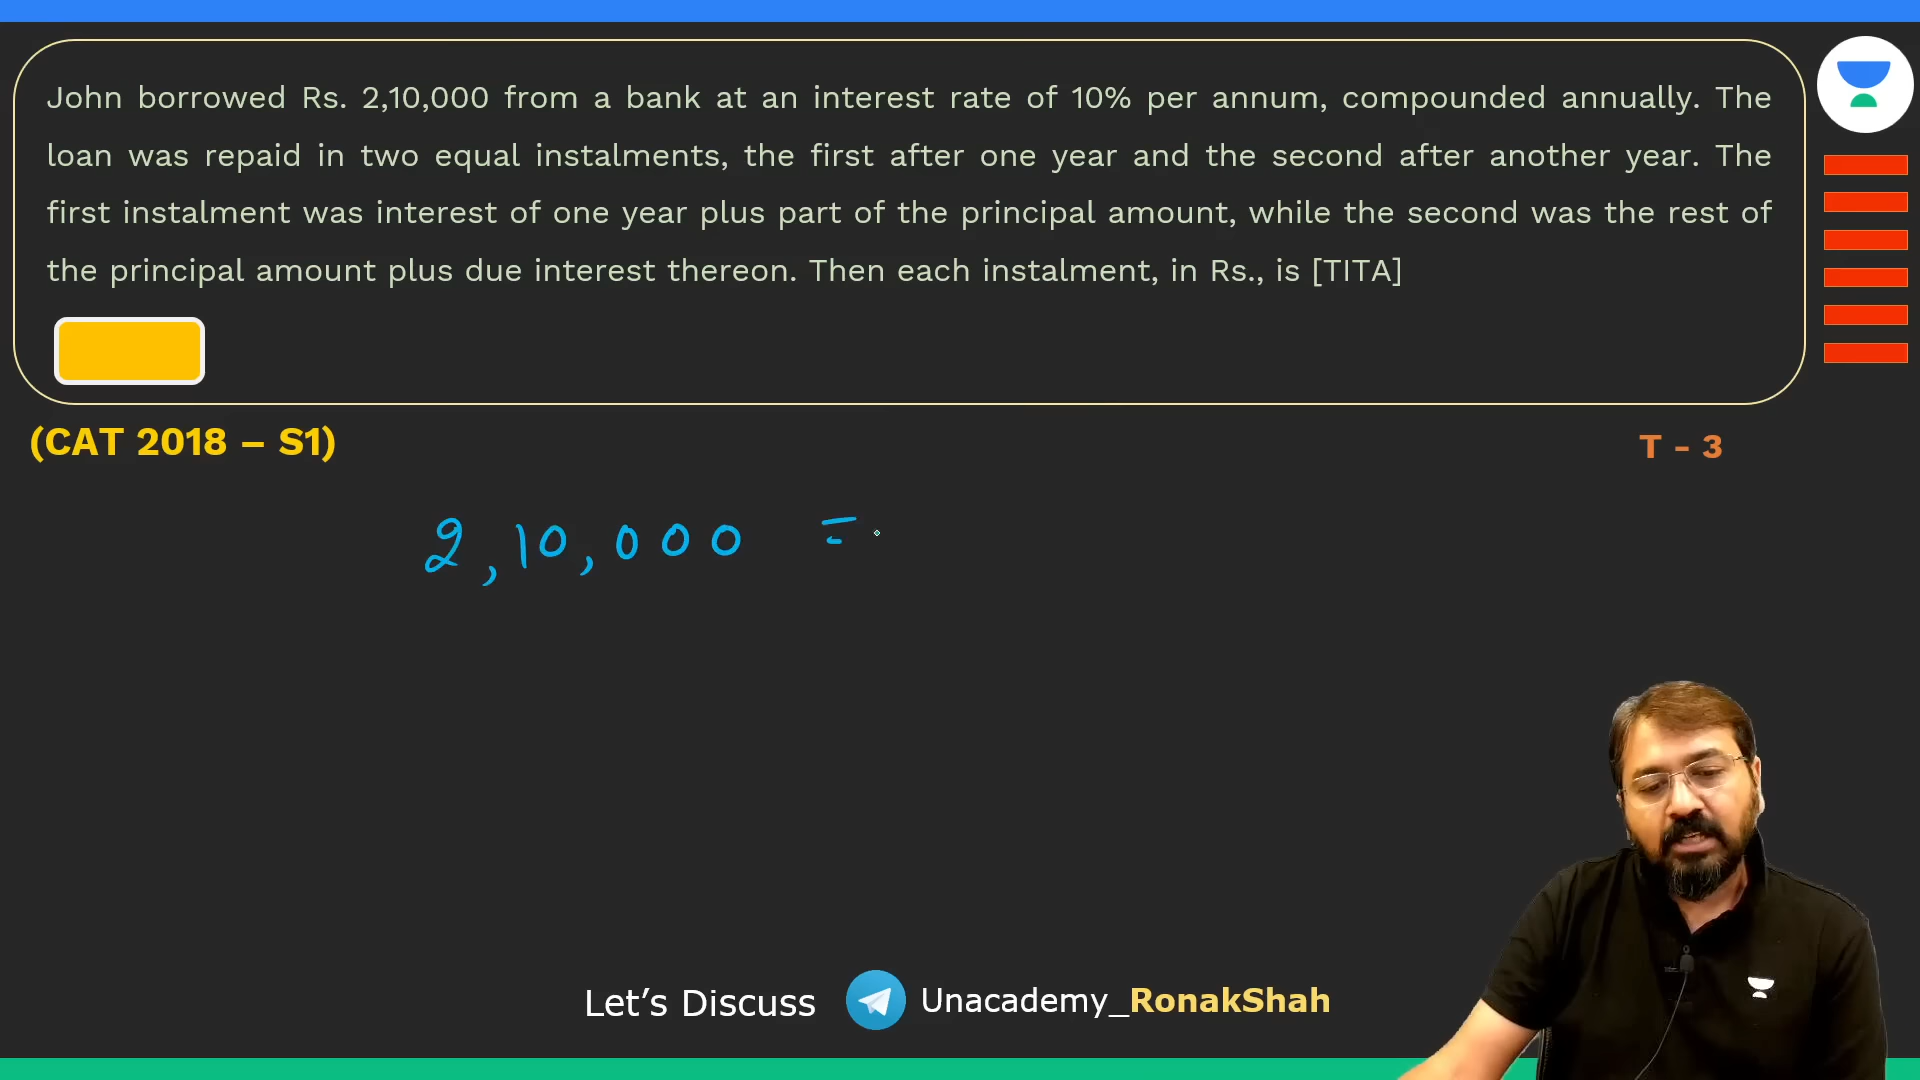 John borrowed Rs. 2,10,000 from a bank at an interest rate of 10% per annum, compounded annually. The
loan was repaid in two equal instalments, the first after one year and the second after another year. The
first instalment was interest of one year plus part of the principal amount, while the second was the rest of
the principal amount plus due interest thereon. Then each instalment, in Rs., is [TITA]
(CAT 2018 – S1)
T - 3
2,10,000 =
Let’s Discuss Unacademy_RonakShah